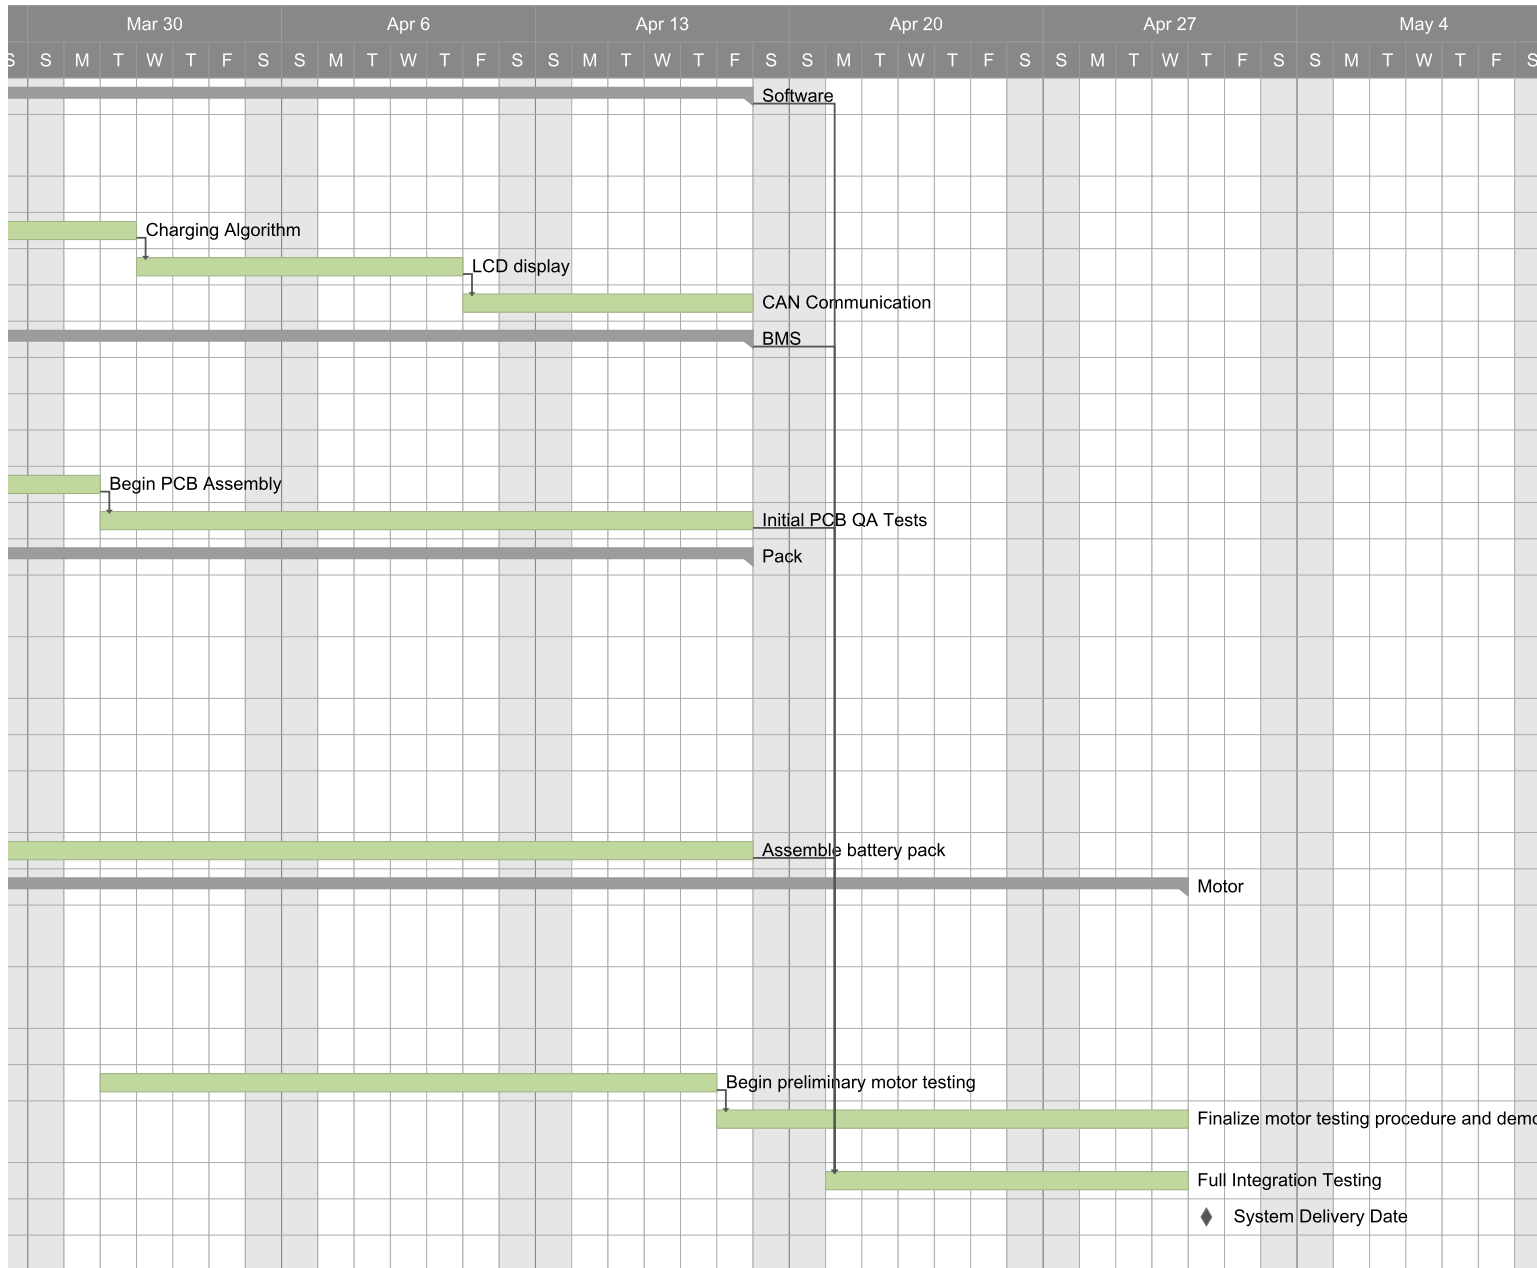 Mar 30 Apr 6 Apr 13 Apr 20 Apr 27 May 4
S S M T W T F S S M T W T F S S M T W T F S S M T W T F S S M T W T F S S M T W T F S
Software
Charging Algorithm
LCD display
CAN Communication
BMS
Begin PCB Assembly
Initial PCB QA Tests
Pack
Assemble battery pack
Motor
Begin preliminary motor testing
Finalize motor testing procedure and demo
Full Integration Testing
System Delivery Date